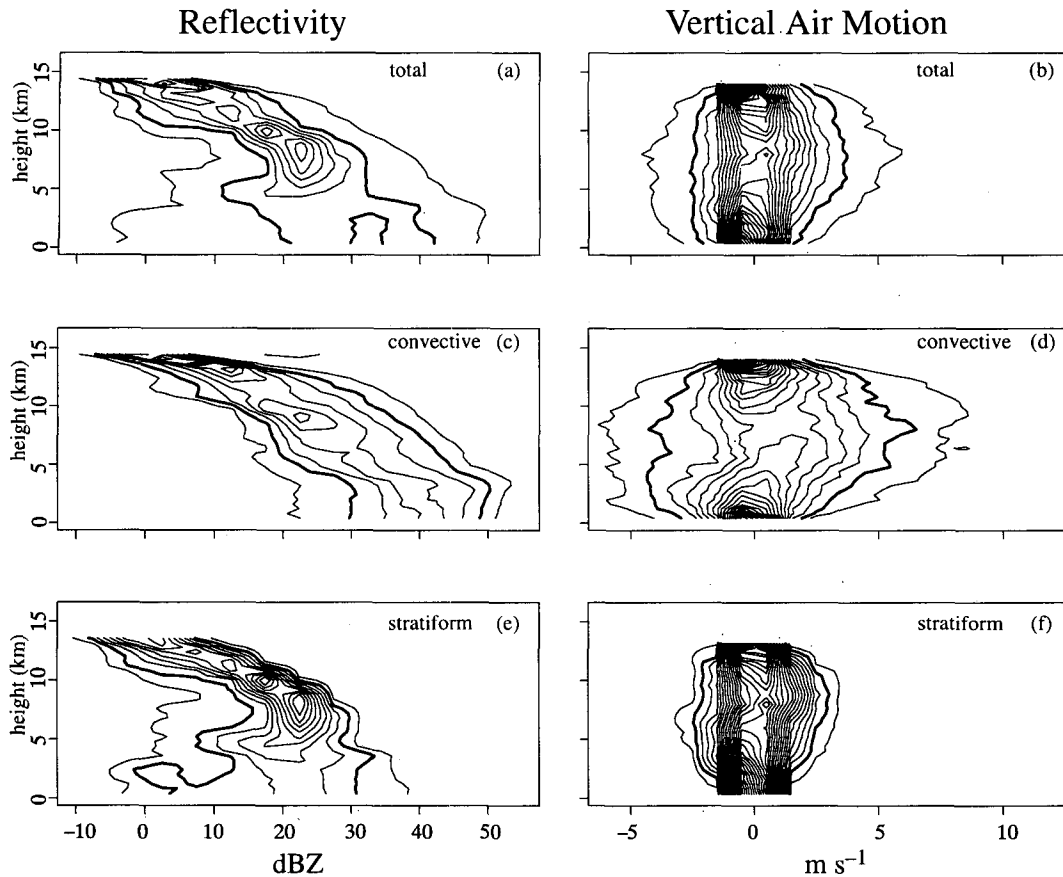 Reflectivity
Vertical Air Motion
total (a)
height (km)
0 5 10 15
total (b)
convective (c)
height (km)
0 5 10 15
convective (d)
stratiform (e)
height (km)
0 5 10 15
−10 0 10 20 30 40 50
dBZ
stratiform (f)
−5 0 5 10
m s⁻¹